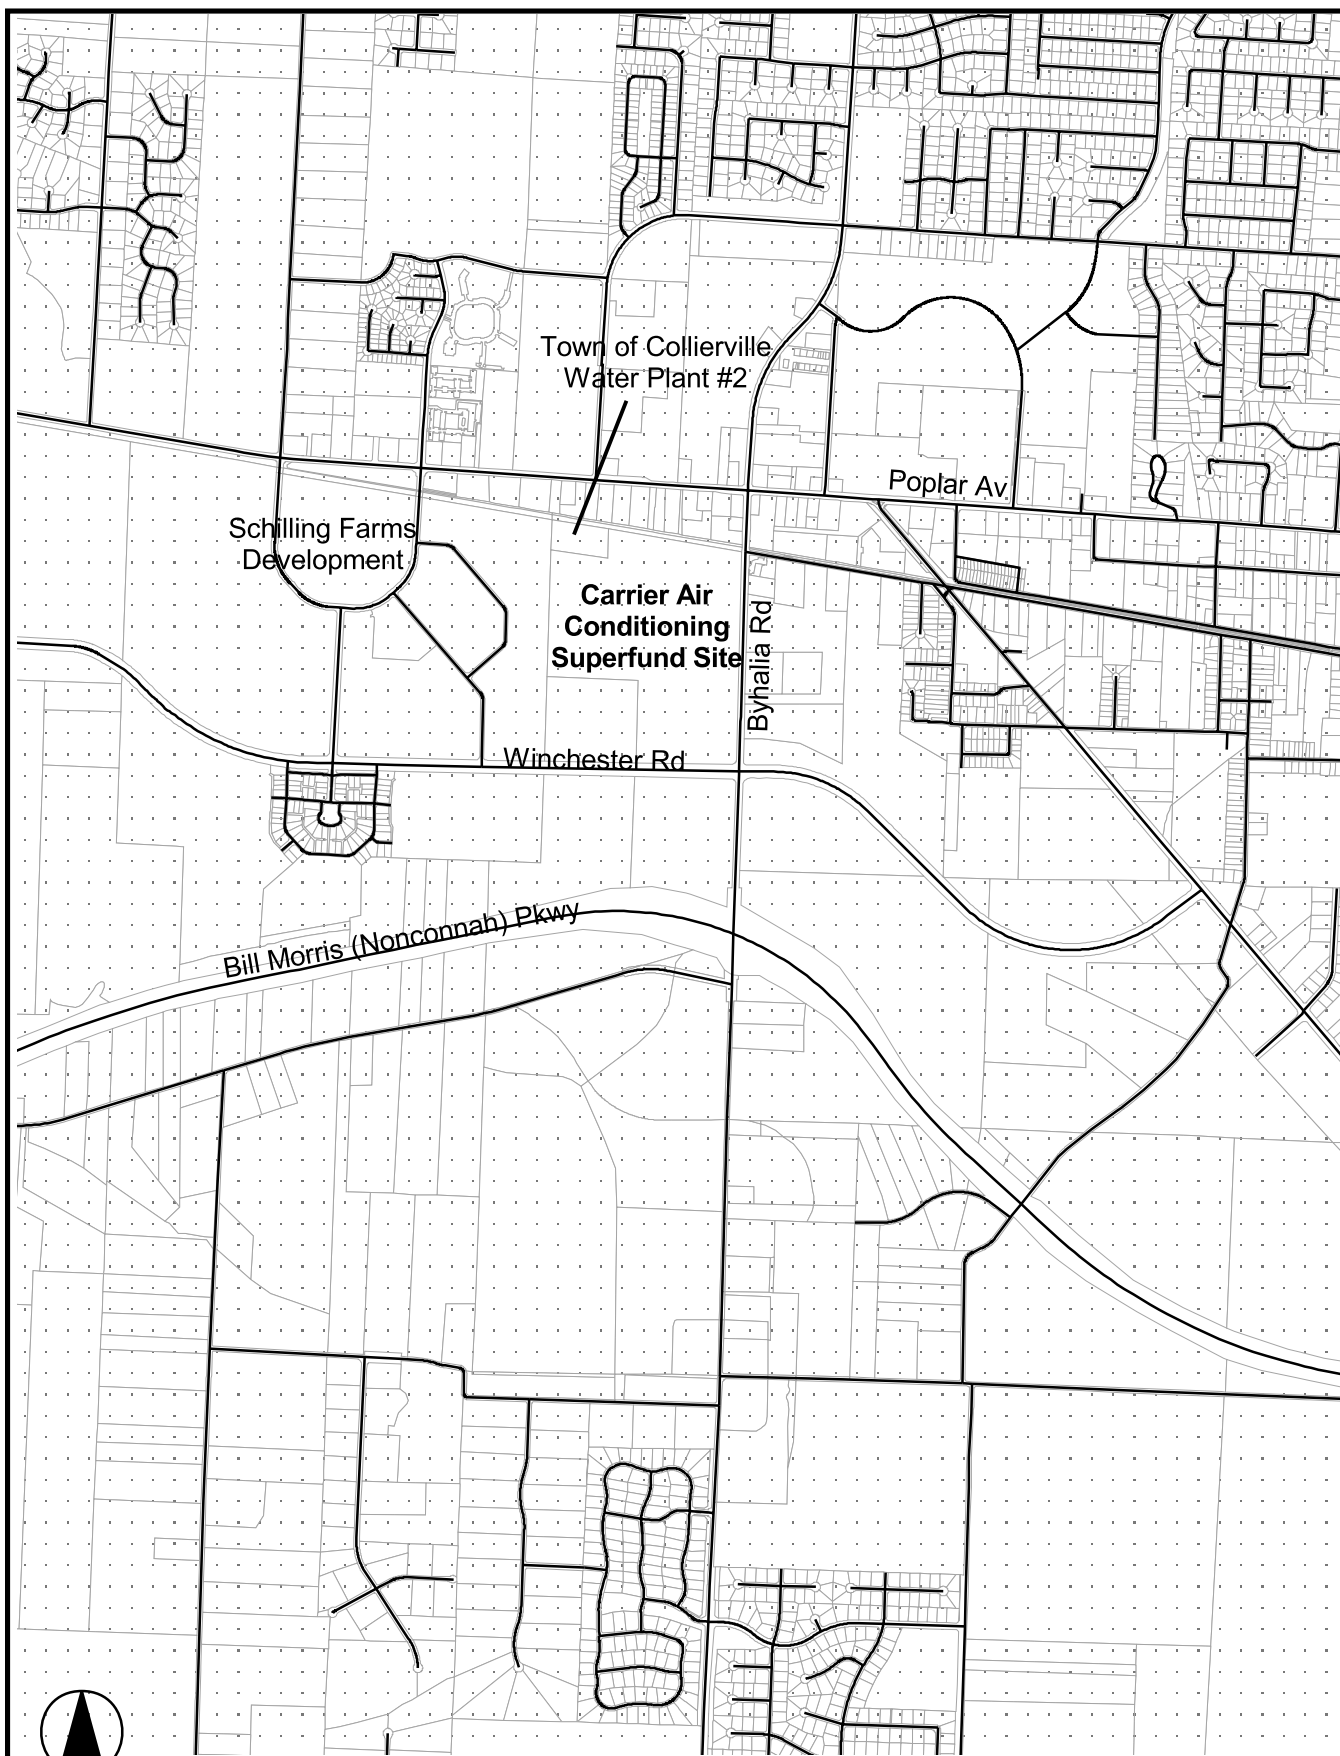 Town of Collierville
Water Plant #2
Poplar Av
Schilling Farms
Development
Carrier Air
Conditioning
Superfund Site
Byhalia Rd
Winchester Rd
Bill Morris (Nonconnah) Pkwy